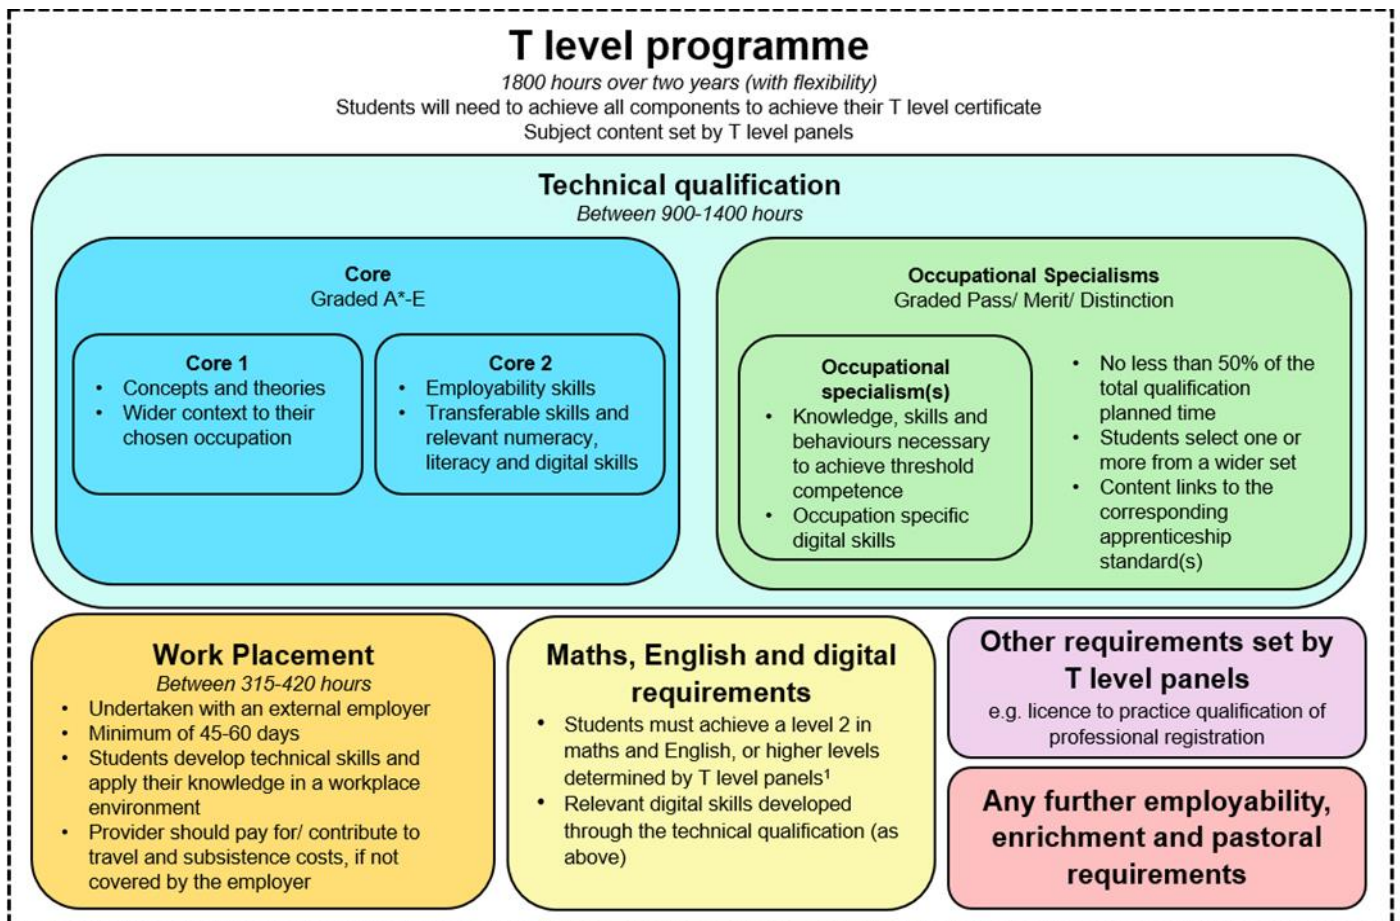 T level programme
1800 hours over two years (with flexibility)
Students will need to achieve all components to achieve their T level certificate
Subject content set by T level panels
Technical qualification
Between 900-1400 hours
Core
Graded A*-E
Core 1
• Concepts and theories
• Wider context to their
chosen occupation
Core 2
• Employability skills
• Transferable skills and
relevant numeracy,
literacy and digital skills
Occupational Specialisms
Graded Pass/ Merit/ Distinction
Occupational
specialism(s)
• Knowledge, skills and
behaviours necessary
to achieve threshold
competence
• Occupation specific
digital skills
• No less than 50% of the
total qualification
planned time
• Students select one or
more from a wider set
• Content links to the
corresponding
apprenticeship
standard(s)
Work Placement
Between 315-420 hours
• Undertaken with an external employer
• Minimum of 45-60 days
• Students develop technical skills and
apply their knowledge in a workplace
environment
• Provider should pay for/ contribute to
travel and subsistence costs, if not
covered by the employer
Maths, English and digital
requirements
• Students must achieve a level 2 in
maths and English, or higher levels
determined by T level panels¹
• Relevant digital skills developed
through the technical qualification (as
above)
Other requirements set by
T level panels
e.g. licence to practice qualification of
professional registration
Any further employability,
enrichment and pastoral
requirements